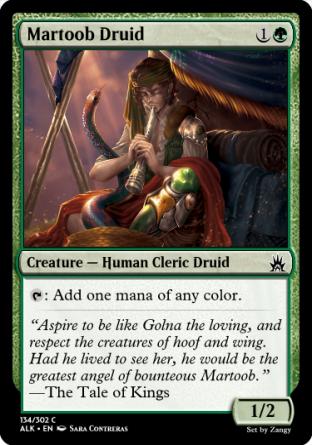 Martoob Druid
1
Creature — Human Cleric Druid
: Add one mana of any color.
“Aspire to be like Golna the loving, and
respect the creatures of hoof and wing.
Had he lived to see her, he would be the
greatest angel of bounteous Martoob.”
—The Tale of Kings
1/2
134/302 C
ALK • EN Sara Contreras
Set by Zangy